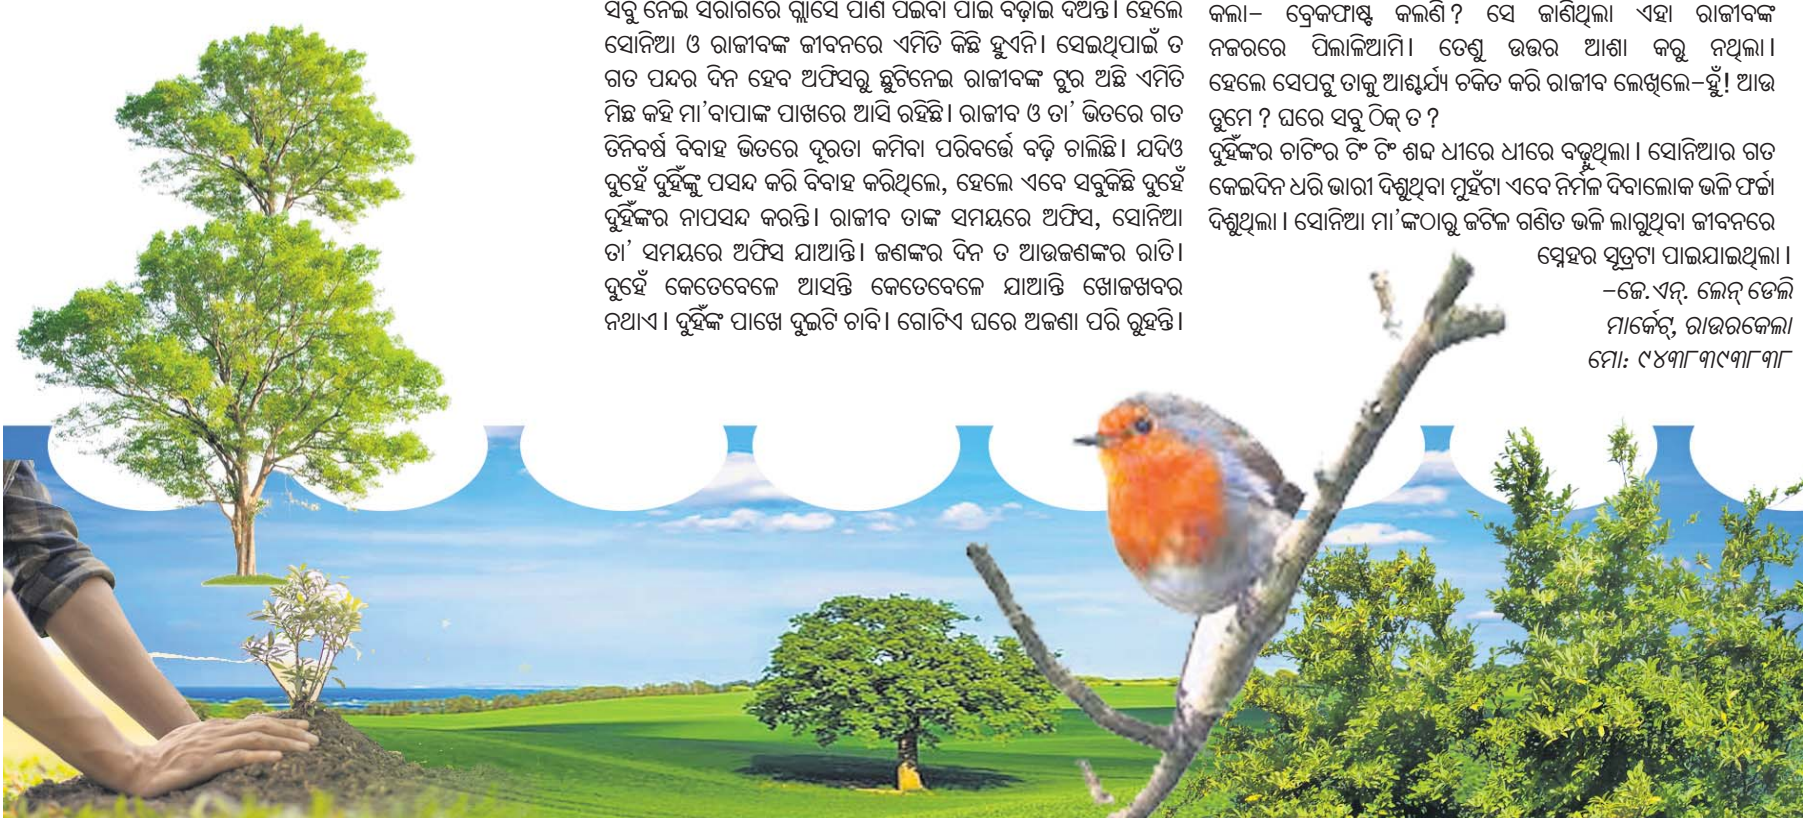 ସବୁ ନେଇ ସରାଗରେ ଗ୍ଲାସେ ପାଣି ପିଇବା ପାଇଁ ବଢ଼ାଇ ଦିଅନ୍ତି। ହେଲେ
ସୋନିଆ ଓ ରାଜୀବଙ୍କ ଜୀବନରେ ଏମିତି କିଛି ହୁଏନି। ସେଇଥିପାଇଁ ତ
ଗତ ପନ୍ଦର ଦିନ ହେବ ଅଫିସରୁ ଛୁଟିନେଇ ରାଜୀବଙ୍କ ଟୁର ଅଛି ଏମିତି
ମିଛ କହି ମା’ବାପାଙ୍କ ପାଖରେ ଆସି ରହିଛି। ରାଜୀବ ଓ ତା’ ଭିତରେ ଗତ
ତିନିବର୍ଷ ବିବାହ ଭିତରେ ଦୂରତା କମିବା ପରିବର୍ତ୍ତେ ବଢ଼ି ଚାଲିଛି। ଯଦିଓ
ଦୁହେଁ ଦୁହିଁଙ୍କୁ ପସନ୍ଦ କରି ବିବାହ କରିଥିଲେ, ହେଲେ ଏବେ ସବୁକିଛି ଦୁହେଁ
ଦୁହିଁଙ୍କର ନାପସନ୍ଦ କରନ୍ତି। ରାଜୀବ ତାଙ୍କ ସମୟରେ ଅଫିସ, ସୋନିଆ
ତା’ ସମୟରେ ଅଫିସ ଯାଆନ୍ତି। ଜଣଙ୍କର ଦିନ ତ ଆଉଜଣଙ୍କର ରାତି।
ଦୁହେଁ କେତେବେଳେ ଆସନ୍ତି କେତେବେଳେ ଯାଆନ୍ତି ଖୋଜଖବର
ନଥାଏ। ଦୁହିଁଙ୍କ ପାଖେ ଦୁଇଟି ଚାବି। ଗୋଟିଏ ଘରେ ଅଜଣା ପରି ରୁହନ୍ତି।
କଲା– ବ୍ରେକଫାଷ୍ଟ କଲଣି? ସେ ଜାଣିଥିଲା ଏହା ରାଜୀବଙ୍କ
ନଜରରେ ପିଲାଳିଆମି। ତେଣୁ ଉତ୍ତର ଆଶା କରୁ ନଥିଲା।
ହେଲେ ସେପଟୁ ତାକୁ ଆଶ୍ଚର୍ଯ୍ୟ ଚକିତ କରି ରାଜୀବ ଲେଖିଲେ–ହୁଁ! ଆଉ
ତୁମେ? ଘରେ ସବୁ ଠିକ୍ ତ?
ଦୁହିଁଙ୍କର ଚାଟିଂର ଟିଂ ଟିଂ ଶବ୍ଦ ଧୀରେ ଧୀରେ ବଢ଼ୁଥିଲା। ସୋନିଆର ଗତ
କେଇଦିନ ଧରି ଭାରୀ ଦିଶୁଥିବା ମୁହଁଟା ଏବେ ନିର୍ମଳ ଦିବାଲୋକ ଭଳି ଫର୍ଚ୍ଚା
ଦିଶୁଥିଲା। ସୋନିଆ ମା’ଙ୍କଠାରୁ ଜଟିଳ ଗଣିତ ଭଳି ଲାଗୁଥିବା ଜୀବନରେ
ସ୍ନେହର ସୂତ୍ରଟା ପାଇଯାଇଥିଲା।
–ଜେ.ଏନ୍. ଲେନ୍ ଡେଲି
ମାର୍କେଟ୍, ରାଉରକେଲା
ମୋ: ୯୪୩୮୩୯୩୮୩୮